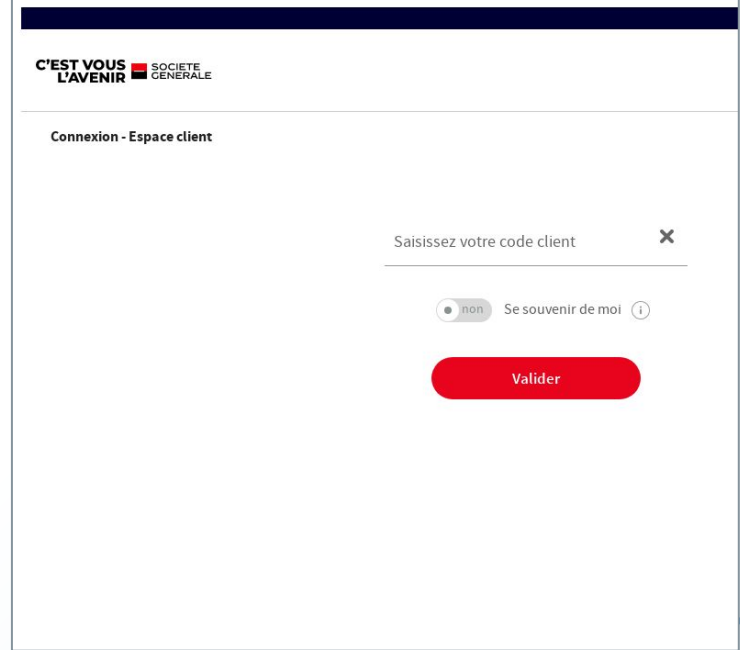 C'EST VOUS
L'AVENIR
SOCIETE
GENERALE
Connexion - Espace client
Saisissez votre code client
non
Se souvenir de moi
Valider